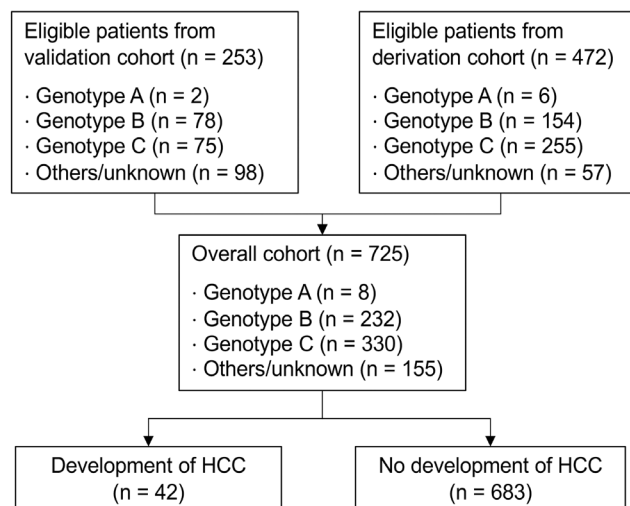 Eligible patients from
validation cohort (n = 253)
· Genotype A (n = 2)
· Genotype B (n = 78)
· Genotype C (n = 75)
· Others/unknown (n = 98)
Eligible patients from
derivation cohort (n = 472)
· Genotype A (n = 6)
· Genotype B (n = 154)
· Genotype C (n = 255)
· Others/unknown (n = 57)
Overall cohort (n = 725)
· Genotype A (n = 8)
· Genotype B (n = 232)
· Genotype C (n = 330)
· Others/unknown (n = 155)
Development of HCC
(n = 42)
No development of HCC
(n = 683)